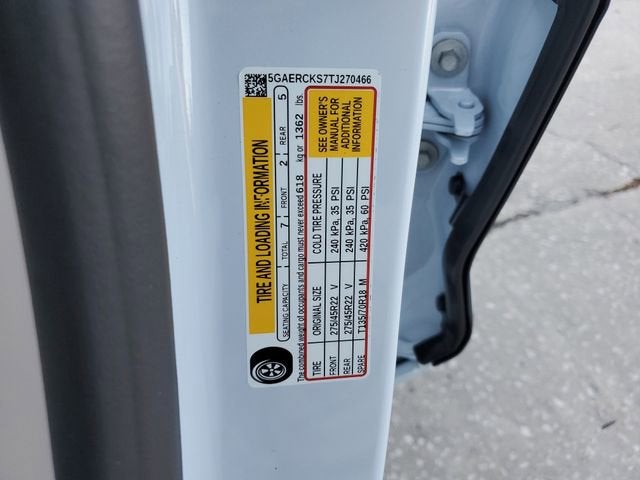 5GAERCKS7TJ270466
TIRE AND LOADING INFORMATION
SEATING CAPACITY TOTAL 7 FRONT 2 REAR 5
The combined weight of occupants and cargo must never exceed 618 kg or 1362 lbs.
TIRE ORIGINAL SIZE COLD TIRE PRESSURE
FRONT 275/45R22 V 240 kPa, 35 PSI
REAR 275/45R22 V 240 kPa, 35 PSI
SPARE T135/70R18 M 420 kPa, 60 PSI
SEE OWNER'S
MANUAL FOR
ADDITIONAL
INFORMATION